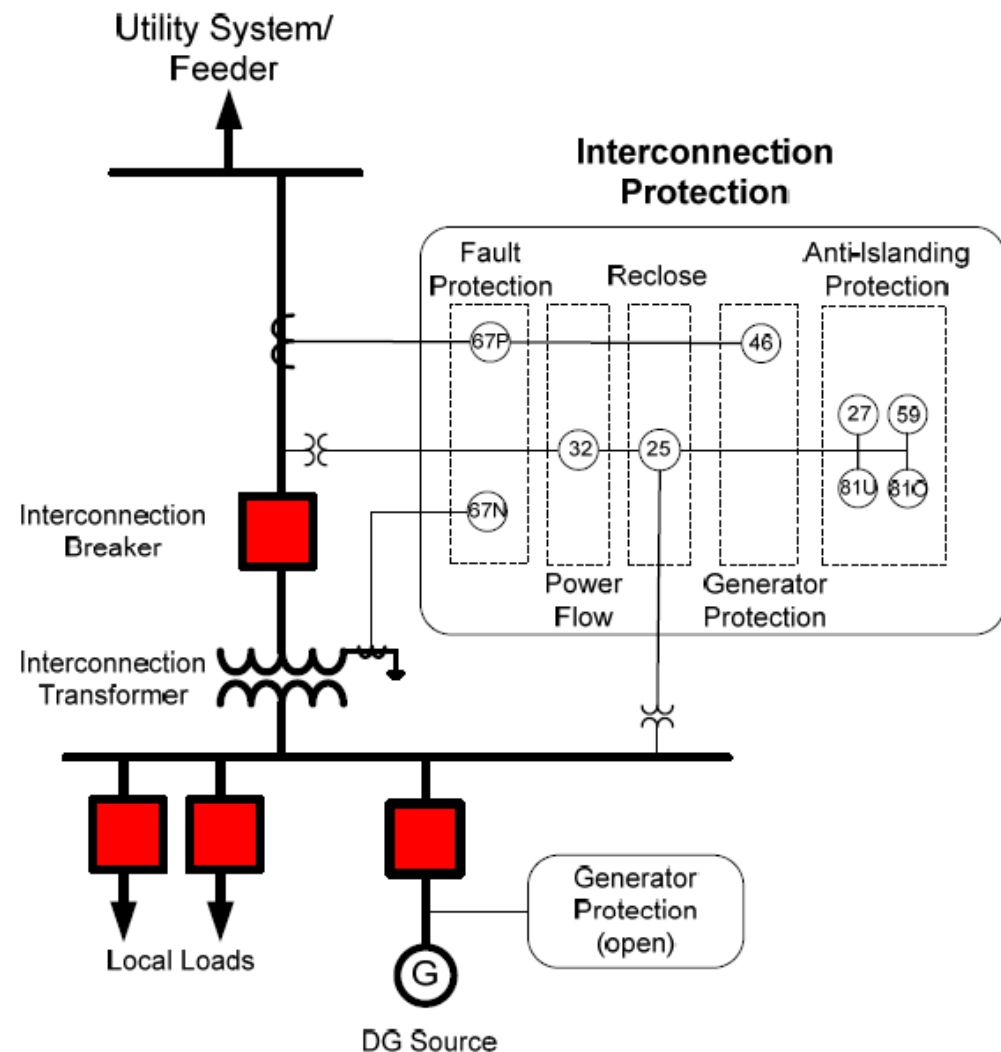 Utility System/
Feeder
Interconnection
Protection
Fault
Protection
Reclose
Anti-Islanding
Protection
67P
46
27
59
32
25
81U
81O
67N
Power
Flow
Generator
Protection
Interconnection
Breaker
Interconnection
Transformer
Local Loads
Generator
Protection
(open)
G
DG Source